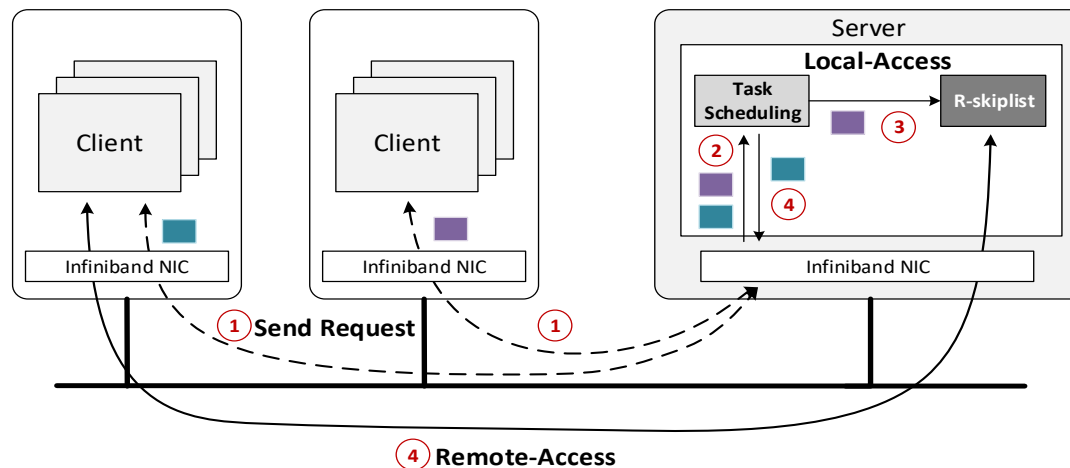 Server
Local-Access
Task
Scheduling
R-skiplist
3
2
4
Client
Client
Infiniband NIC
Infiniband NIC
Infiniband NIC
1 Send Request
1
4 Remote-Access